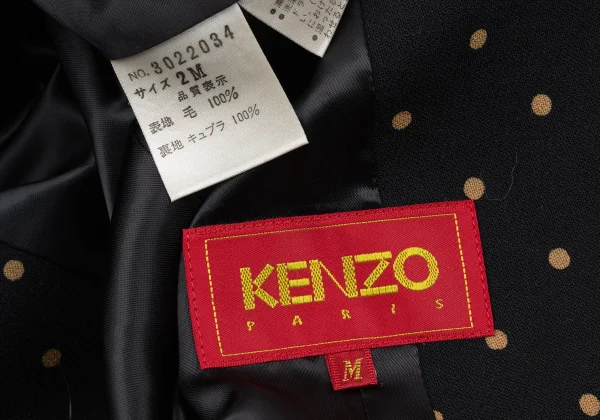 NO. 3022034
サイズ 2M
品質表示
表地 毛 100%
裏地 キュプラ 100%
KENZO
PARIS
M